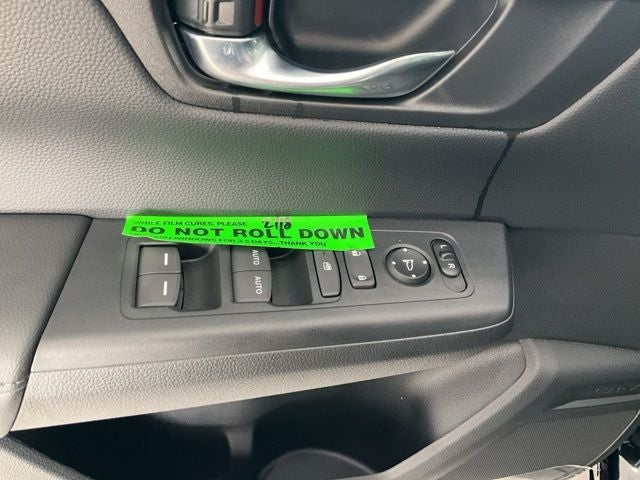 WHILE FILM CURES, PLEASE
DO NOT ROLL DOWN
WINDOWS FOR 3-5 DAYS...THANK YOU
AUTO
AUTO
L
R